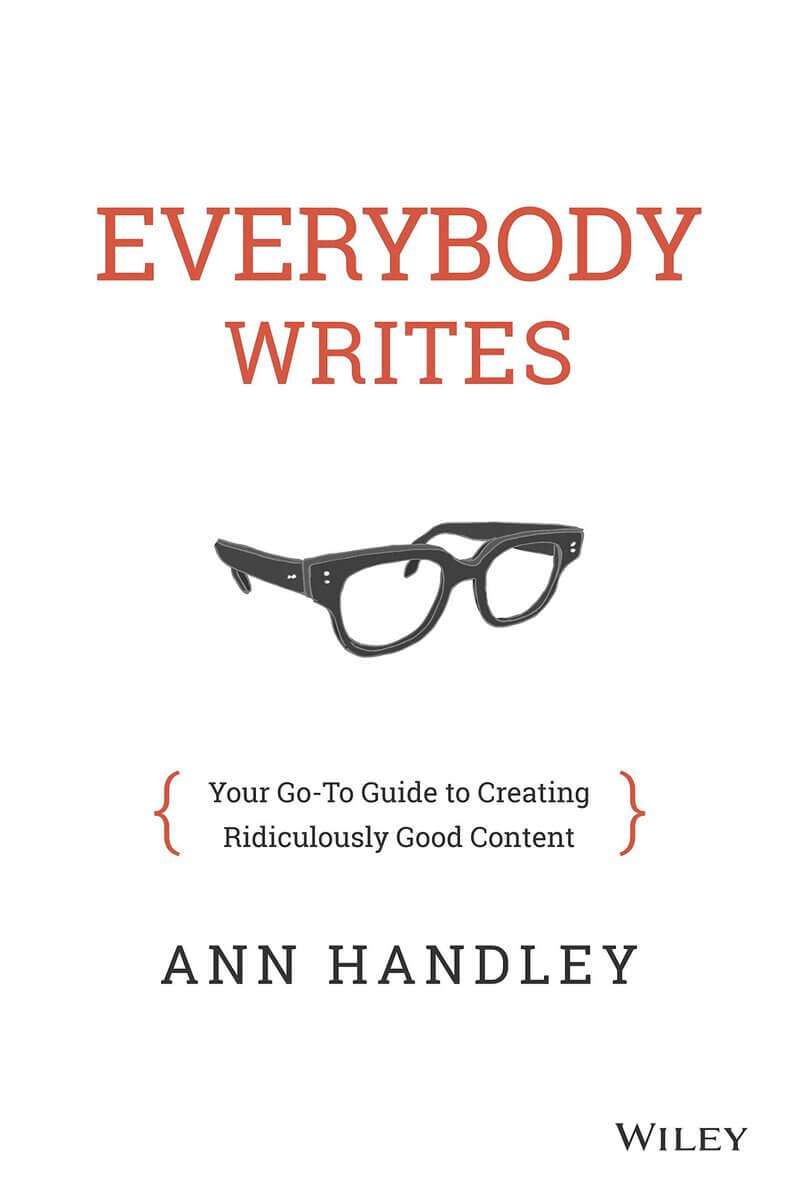 EVERYBODY
WRITES
{ Your Go-To Guide to Creating
Ridiculously Good Content }
ANN HANDLEY
WILEY